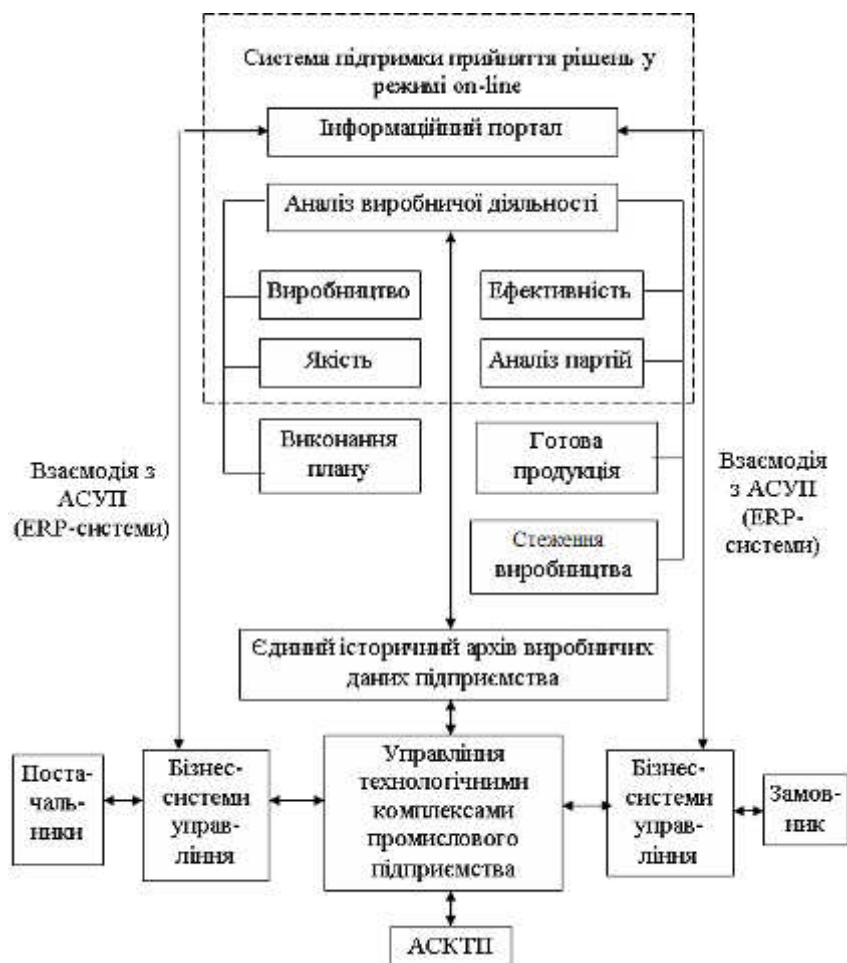 Система підтримки прийняття рішень у
режимі on-line
Інформаційний портал
Аналіз виробничої діяльності
Виробництво
Ефективність
Якість
Аналіз партій
Виконання
плану
Готова
продукція
Взаємодія з
АСУП
(ERP-системи)
Взаємодія
з АСУП
(ERP-
системи)
Стеження
виробництва
Єдиний історичний архів виробничих
даних підприємства
Поста-
чаль-
ники
Бізнес-
системи
управ-
ління
Управління
технологічними
комплексами
промислового
підприємства
Бізнес-
системи
управ-
ління
Замов-
ник
АСКТП